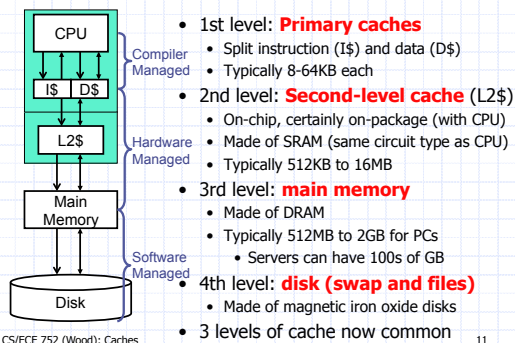 CPU
I$ D$
L2$
Main
Memory
Disk
Compiler
Managed
Hardware
Managed
Software
Managed
• 1st level: Primary caches
• Split instruction (I$) and data (D$)
• Typically 8-64KB each
• 2nd level: Second-level cache (L2$)
• On-chip, certainly on-package (with CPU)
• Made of SRAM (same circuit type as CPU)
• Typically 512KB to 16MB
• 3rd level: main memory
• Made of DRAM
• Typically 512MB to 2GB for PCs
• Servers can have 100s of GB
• 4th level: disk (swap and files)
• Made of magnetic iron oxide disks
• 3 levels of cache now common
CS/ECE 752 (Wood): Caches
11